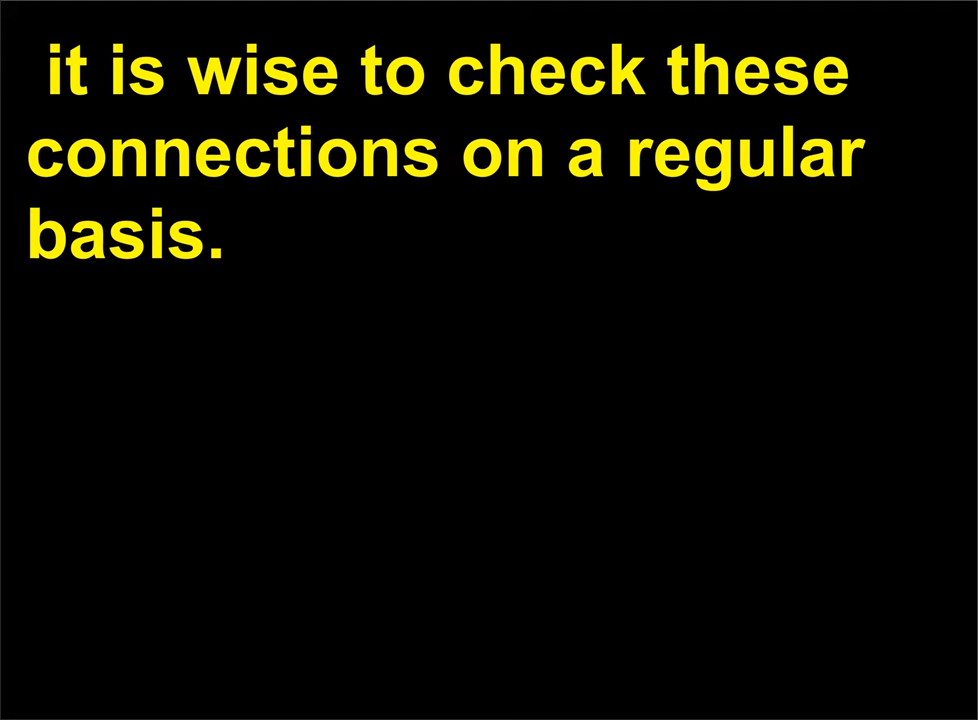 it is wise to check these
connections on a regular
basis.